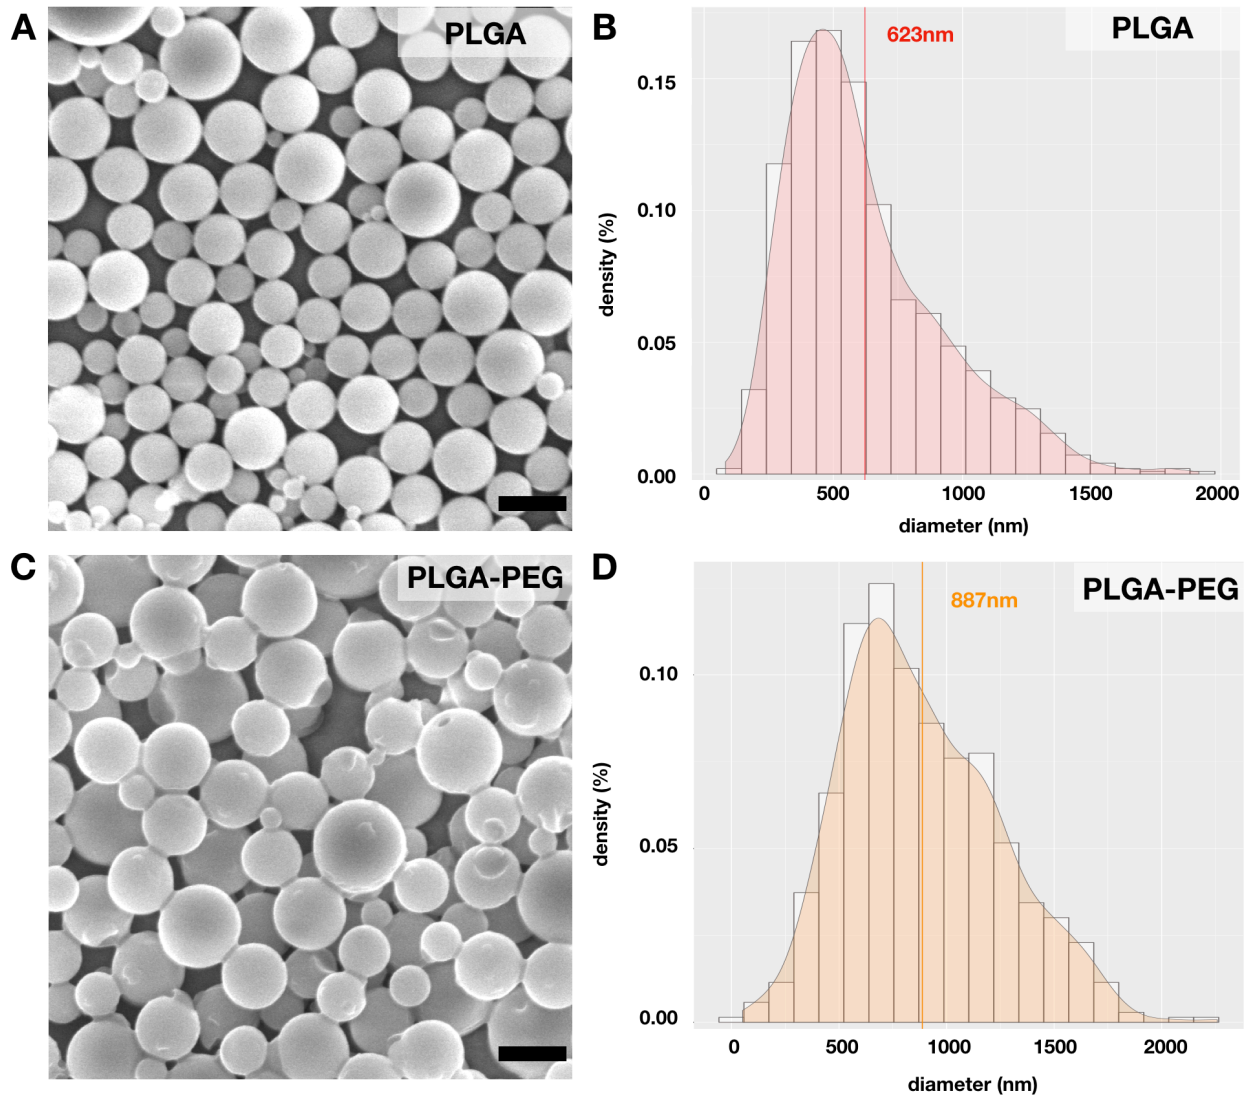 A
PLGA
B
PLGA
623nm
0.15
0.10
0.05
0.00
density (%)
0
500
1000
1500
2000
diameter (nm)
C
PLGA-PEG
D
PLGA-PEG
887nm
0.10
0.05
0.00
density (%)
0
500
1000
1500
2000
diameter (nm)